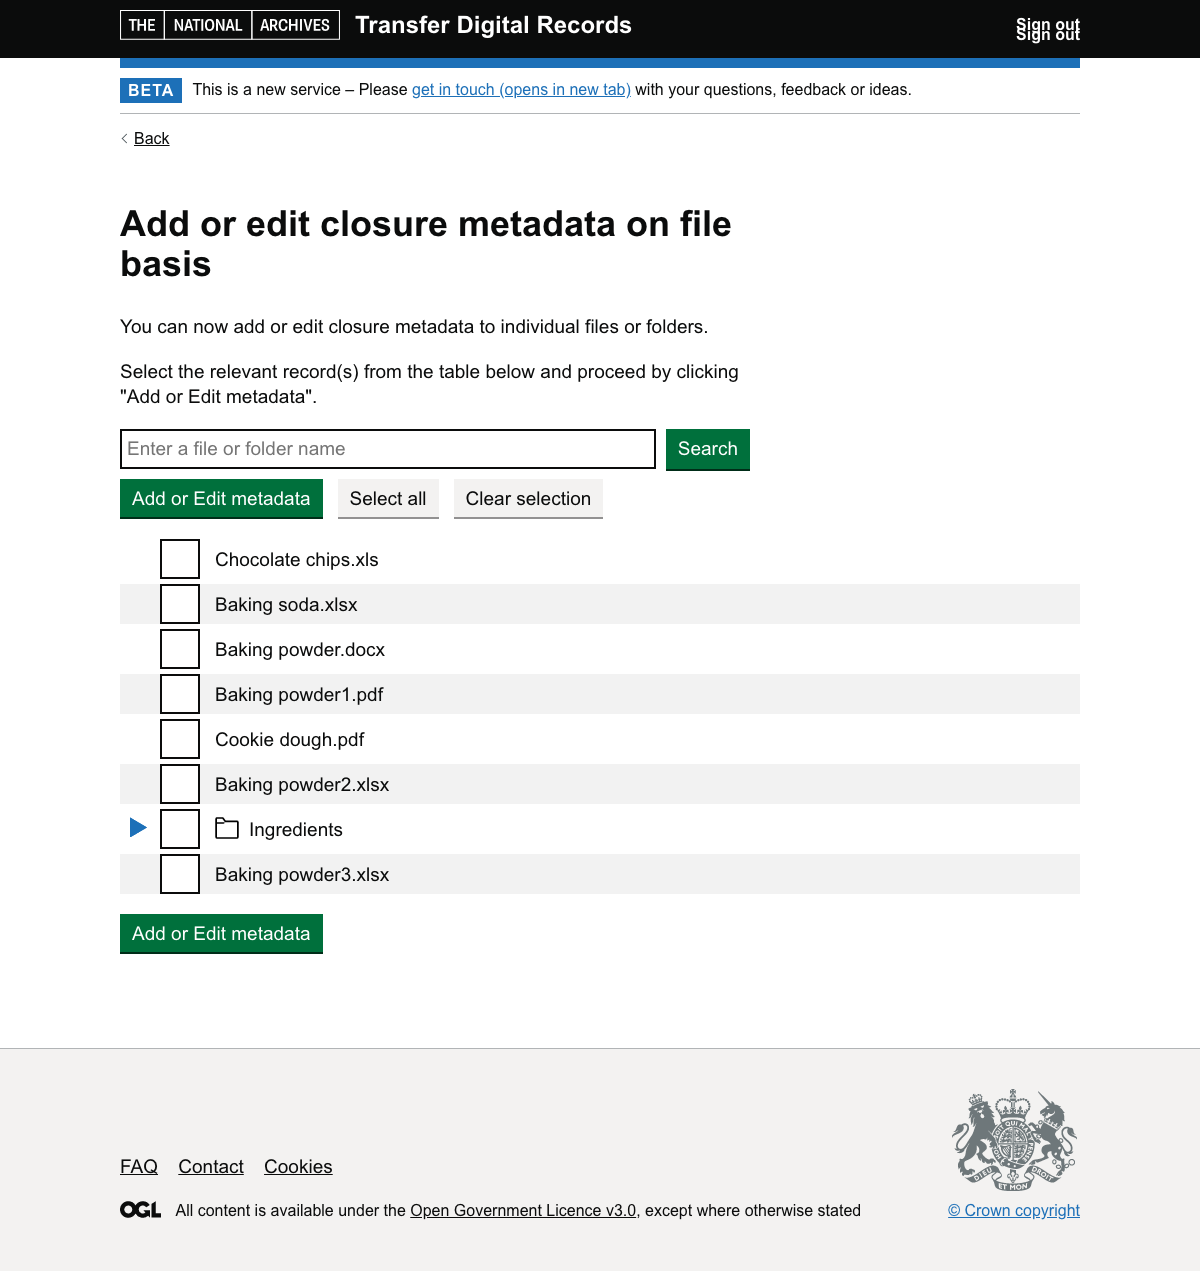 THE NATIONAL ARCHIVES Transfer Digital Records Sign out
Sign out
BETA This is a new service – Please get in touch (opens in new tab) with your questions, feedback or ideas.
Back
Add or edit closure metadata on file
basis
You can now add or edit closure metadata to individual files or folders.
Select the relevant record(s) from the table below and proceed by clicking
"Add or Edit metadata".
Enter a file or folder name Search
Add or Edit metadata Select all Clear selection
Chocolate chips.xls
Baking soda.xlsx
Baking powder.docx
Baking powder1.pdf
Cookie dough.pdf
Baking powder2.xlsx
Ingredients
Baking powder3.xlsx
Add or Edit metadata
DIEU ET MON DROIT
FAQ Contact Cookies
OGL All content is available under the Open Government Licence v3.0, except where otherwise stated © Crown copyright